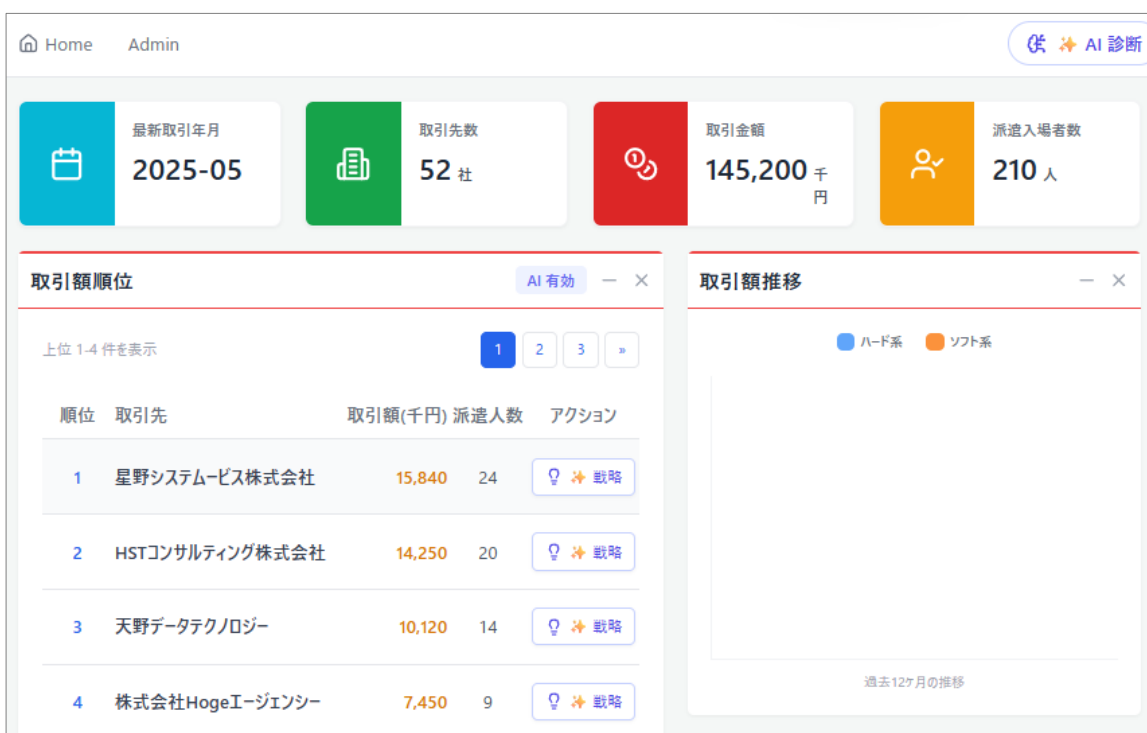 Home Admin
AI 診断
最新取引年月
2025-05
取引先数
52 社
取引金額
145,200 千
円
派遣入場者数
210 人
取引額順位
AI 有効
上位 1-4 件を表示
1 2 3 »
順位 取引先 取引額(千円) 派遣人数 アクション
1 星野システムービス株式会社 15,840 24 戦略
2 HSTコンサルティング株式会社 14,250 20 戦略
3 天野データテクノロジー 10,120 14 戦略
4 株式会社Hogeエージェンシー 7,450 9 戦略
取引額推移
ハード系 ソフト系
過去12ケ月の推移